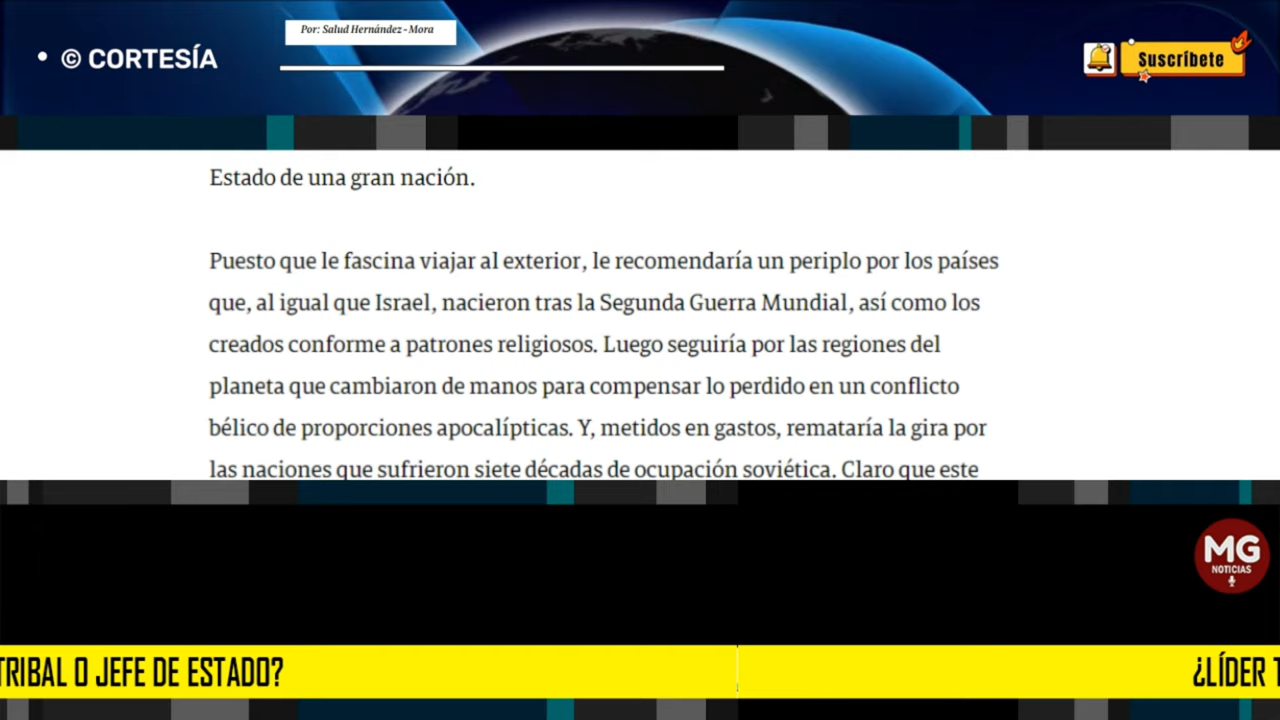 Por: Salud Hernández-Mora
• © CORTESÍA
Suscríbete
Estado de una gran nación.
Puesto que le fascina viajar al exterior, le recomendaría un periplo por los países
que, al igual que Israel, nacieron tras la Segunda Guerra Mundial, así como los
creados conforme a patrones religiosos. Luego seguiría por las regiones del
planeta que cambiaron de manos para compensar lo perdido en un conflicto
bélico de proporciones apocalípticas. Y, metidos en gastos, remataría la gira por
las naciones que sufrieron siete décadas de ocupación soviética. Claro que este
MG
NOTICIAS
TRIBAL O JEFE DE ESTADO?
¿LÍDER T